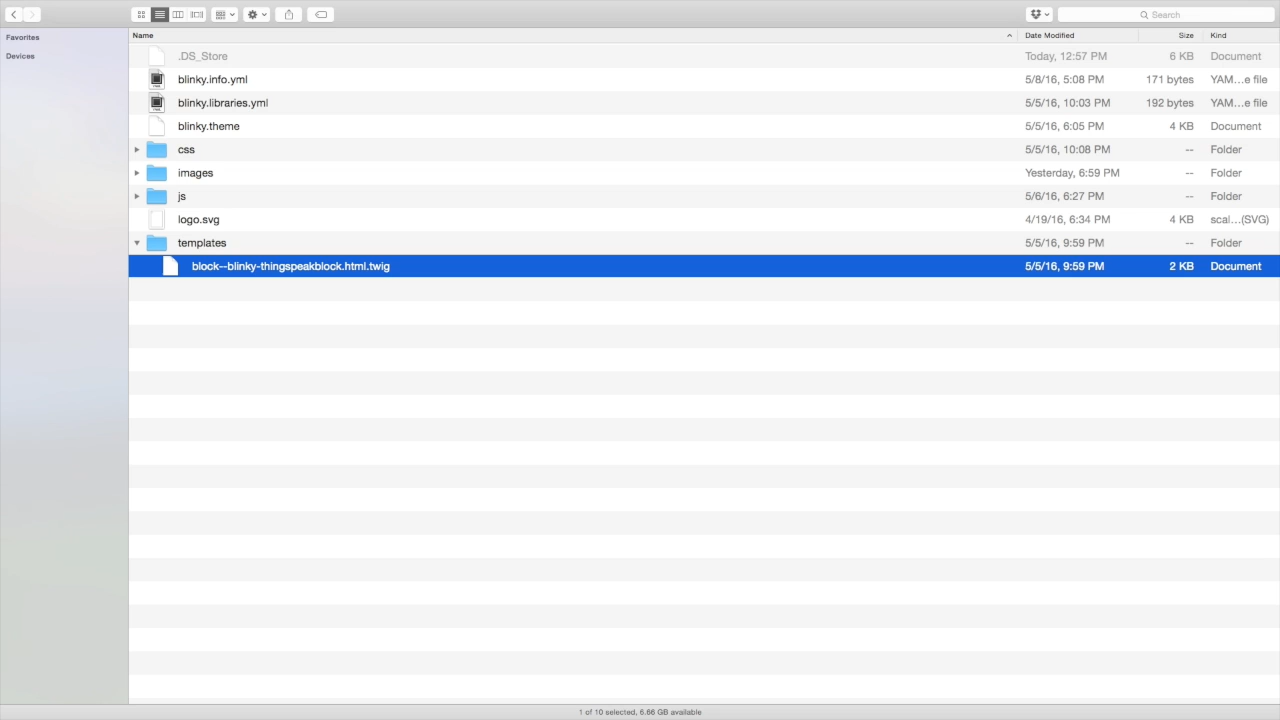 Search
Favorites
Devices
Name Date Modified Size Kind
.DS_Store Today, 12:57 PM 6 KB Document
blinky.info.yml 5/8/16, 5:08 PM 171 bytes YAM...e file
blinky.libraries.yml 5/5/16, 10:03 PM 192 bytes YAM...e file
blinky.theme 5/5/16, 6:05 PM 4 KB Document
css 5/5/16, 10:08 PM -- Folder
images Yesterday, 6:59 PM -- Folder
js 5/6/16, 6:27 PM -- Folder
logo.svg 4/19/16, 6:34 PM 4 KB scal...(SVG)
templates 5/5/16, 9:59 PM -- Folder
block--blinky-thingspeakblock.html.twig 5/5/16, 9:59 PM 2 KB Document
1 of 10 selected, 6.66 GB available